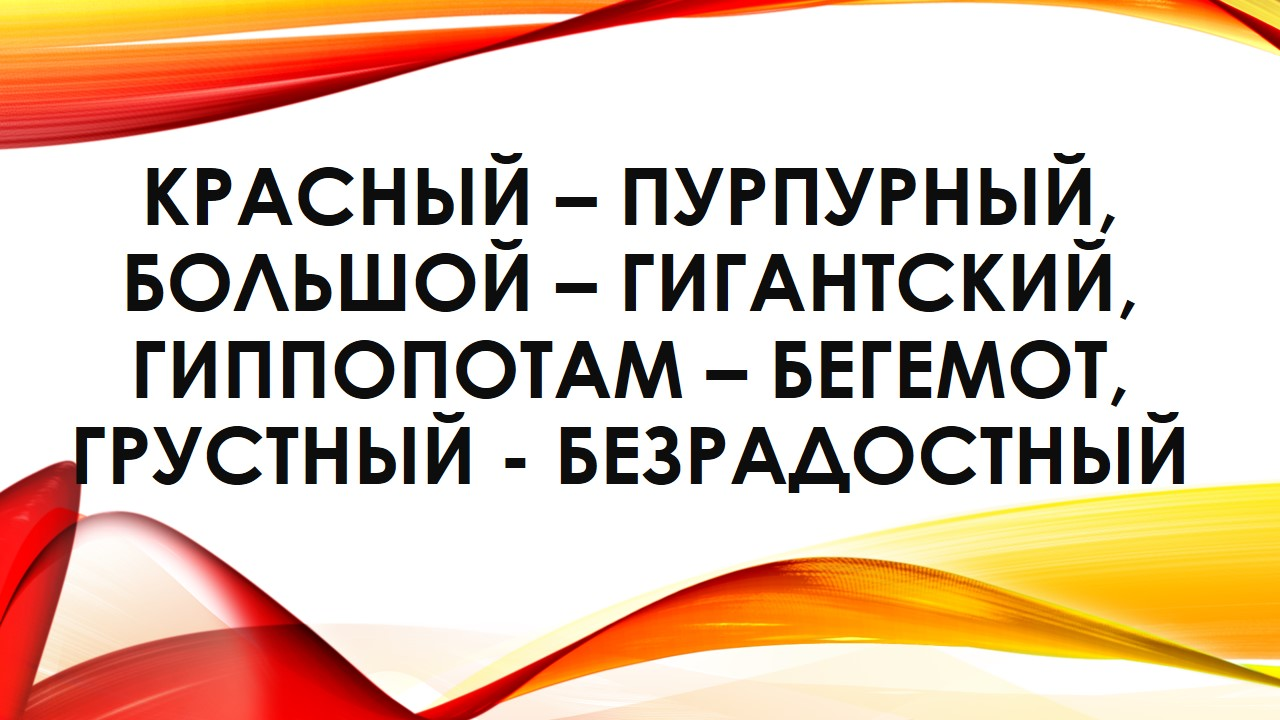 КРАСНЫЙ – ПУРПУРНЫЙ,
БОЛЬШОЙ – ГИГАНТСКИЙ,
ГИППОПОТАМ – БЕГЕМОТ,
ГРУСТНЫЙ - БЕЗРАДОСТНЫЙ